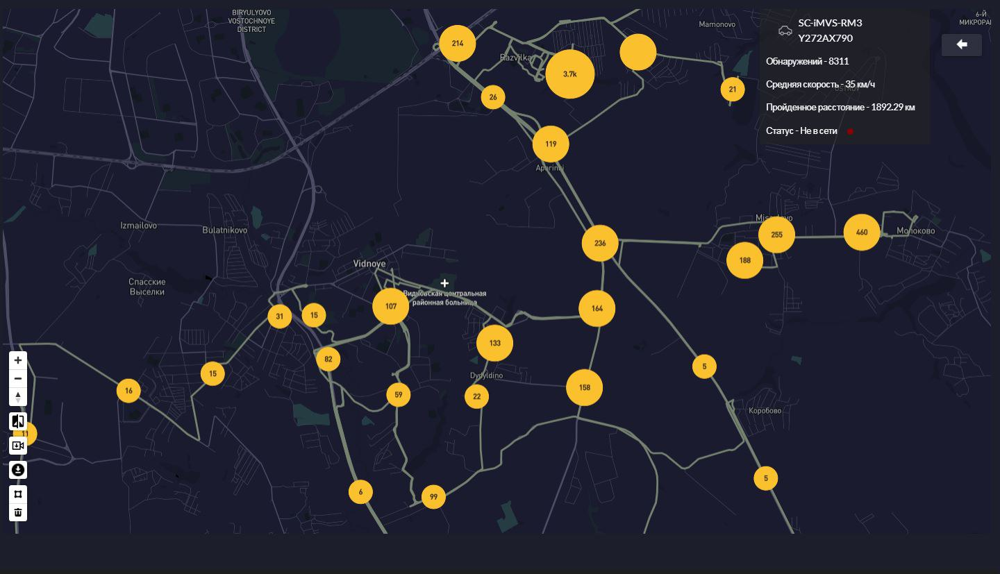 BIRYULYOVO
VOSTOCHNOYE
DISTRICT
Mamonovo
6-Й
SC-iMVS-RM3
Y272AX790
Обнаружений - 8311
Средняя скорость - 35 км/ч
Пройденное расстояние - 1892.29 км
Статус - Не в сети
214
Razvilka
3.7k
26
21
119
Aparinki
Izmailovo
Bulatnikovo
236
255
460
Молоково
188
Vidnoye
Спасские
Выселки
Видновская центральная
районная больница
107
164
31
15
133
82
5
15
Dydyldino
16
59
22
158
Коробово
11
6
99
5